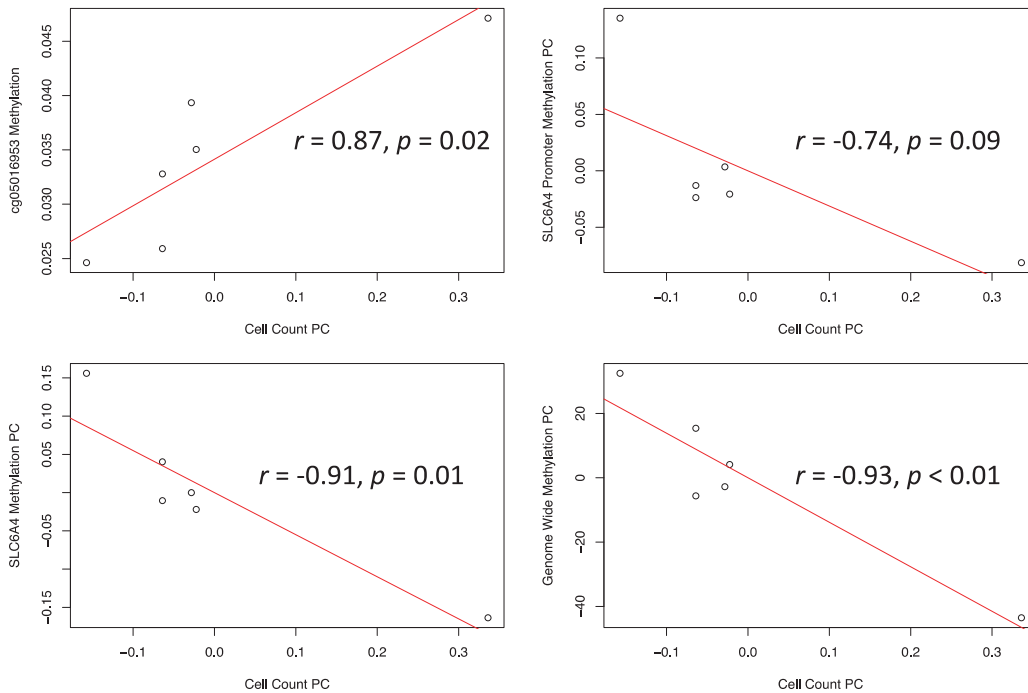 cg05016953 Methylation
0.045
0.040
0.035
0.030
0.025
r = 0.87, p = 0.02
−0.1 0.0 0.1 0.2 0.3
Cell Count PC
SLC6A4 Promoter Methylation PC
0.10
0.05
0.00
−0.05
r = -0.74, p = 0.09
−0.1 0.0 0.1 0.2 0.3
Cell Count PC
SLC6A4 Methylation PC
0.15
0.10
0.05
−0.05
−0.15
r = -0.91, p = 0.01
−0.1 0.0 0.1 0.2 0.3
Cell Count PC
Genome Wide Methylation PC
20
0
−20
−40
r = -0.93, p < 0.01
−0.1 0.0 0.1 0.2 0.3
Cell Count PC